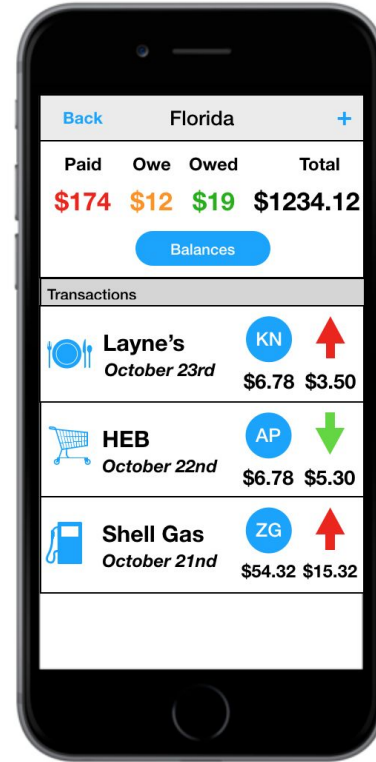 Back Florida +
Paid Owe Owed Total
$174 $12 $19 $1234.12
Balances
Transactions
Layne’s
October 23rd
KN
$6.78 $3.50
HEB
October 22nd
AP
$6.78 $5.30
Shell Gas
October 21nd
ZG
$54.32 $15.32